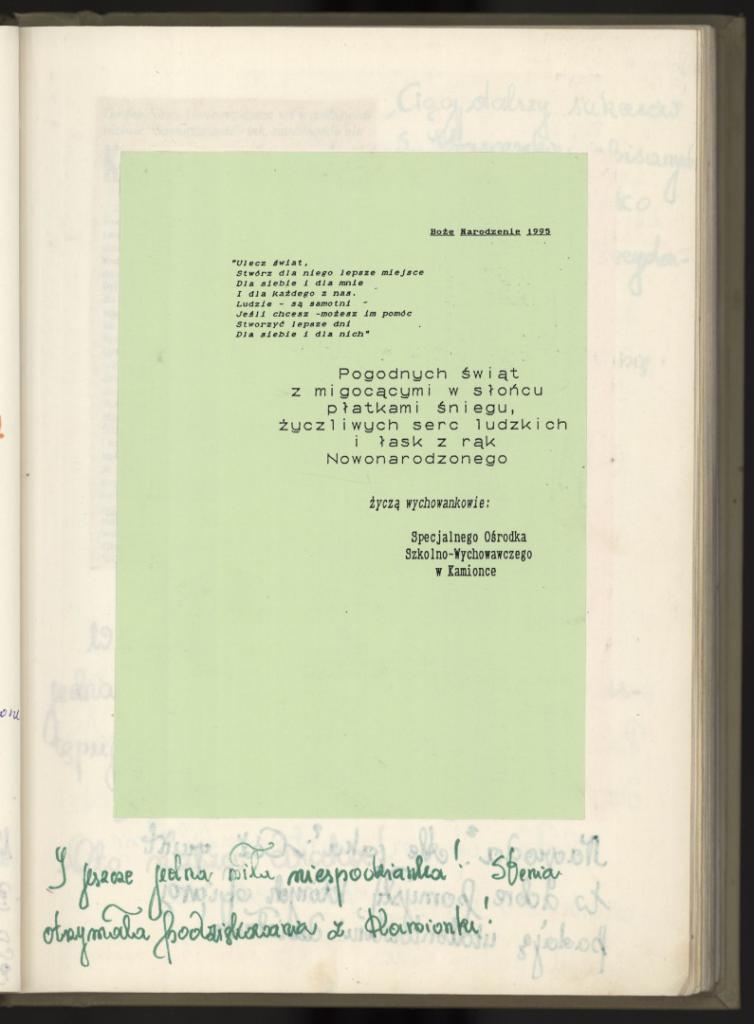 Boże Narodzenie 1995
"Ulecz świat,
Stwórz dla niego lepsze miejsce
Dla siebie i dla mnie
I dla każdego z nas.
Ludzie - są samotni -
Jeśli chcesz -możesz im pomóc
Stworzyć lepsze dni
Dla siebie i dla nich"
Pogodnych świąt
z migocącymi w słońcu
płatkami śniegu,
życzliwych serc ludzkich
i łask z rąk
Nowonarodzonego
życzą wychowankowie:
Specjalnego Ośrodka
Szkolno-Wychowawczego
w Kamionce
I jeszcze jedna miła niespodzianka! Stenia
otrzymała podziękowania z Kamionki!